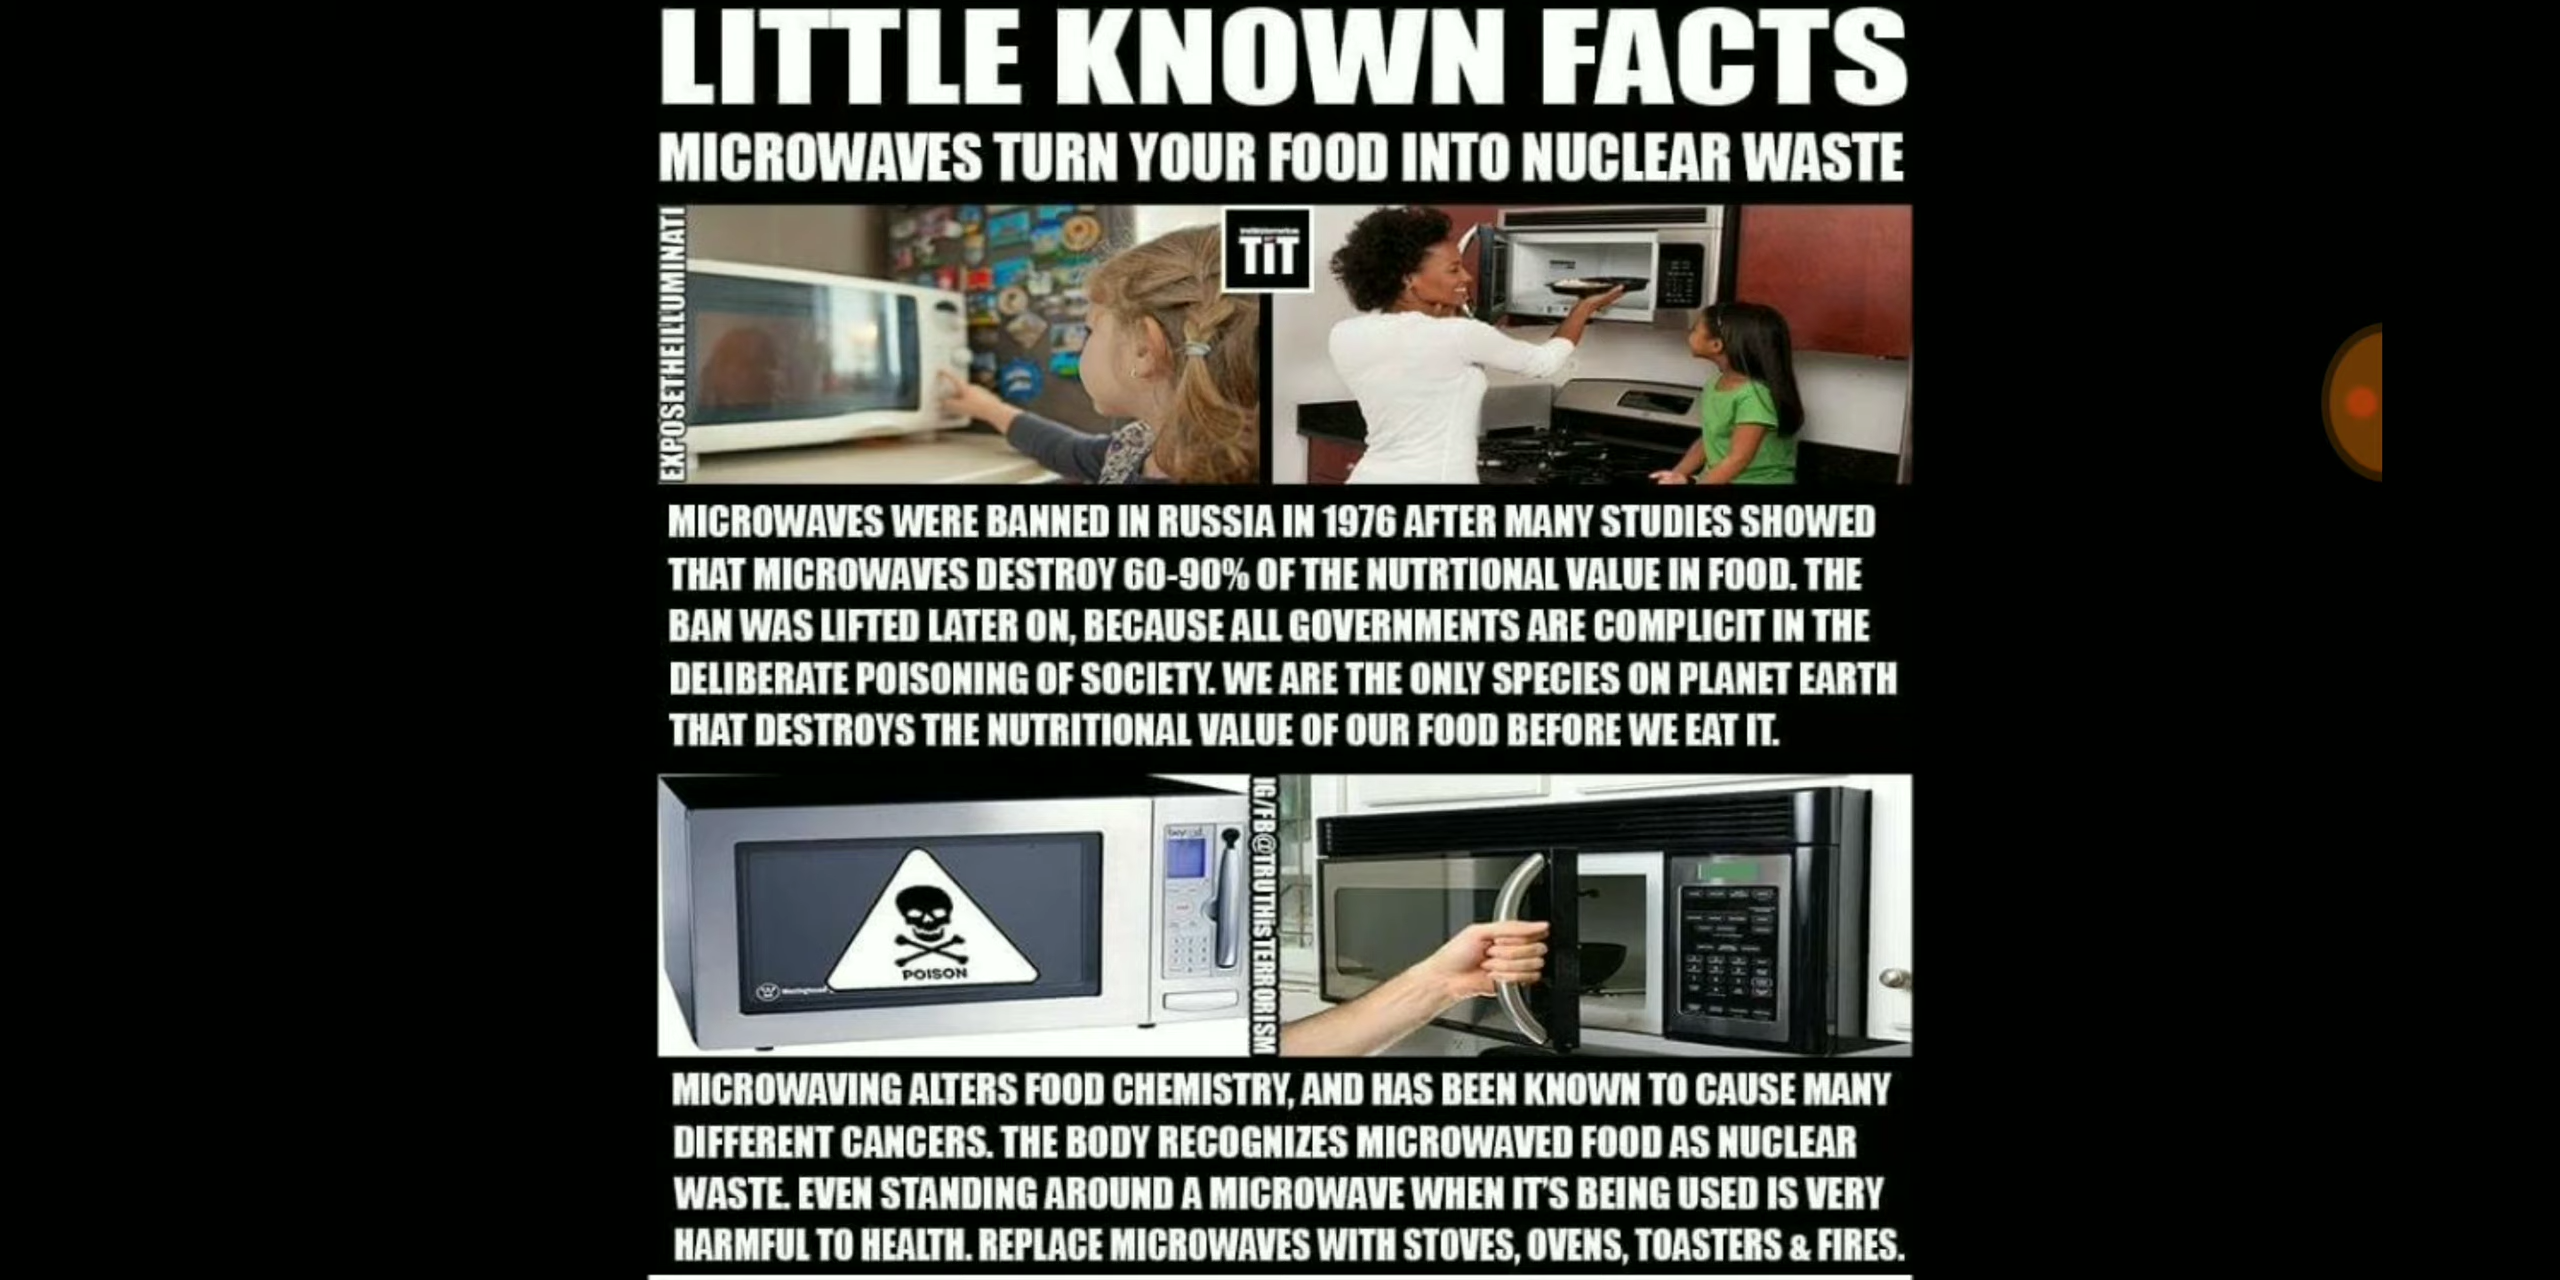 LITTLE KNOWN FACTS
MICROWAVES TURN YOUR FOOD INTO NUCLEAR WASTE
EXPOSETHEILLUMINATI
TiT
MICROWAVES WERE BANNED IN RUSSIA IN 1976 AFTER MANY STUDIES SHOWED
THAT MICROWAVES DESTROY 60-90% OF THE NUTRTIONAL VALUE IN FOOD. THE
BAN WAS LIFTED LATER ON, BECAUSE ALL GOVERNMENTS ARE COMPLICIT IN THE
DELIBERATE POISONING OF SOCIETY. WE ARE THE ONLY SPECIES ON PLANET EARTH
THAT DESTROYS THE NUTRITIONAL VALUE OF OUR FOOD BEFORE WE EAT IT.
POISON
IG/FB@TRUTHiSTERRORISM
MICROWAVING ALTERS FOOD CHEMISTRY, AND HAS BEEN KNOWN TO CAUSE MANY
DIFFERENT CANCERS. THE BODY RECOGNIZES MICROWAVED FOOD AS NUCLEAR
WASTE. EVEN STANDING AROUND A MICROWAVE WHEN IT'S BEING USED IS VERY
HARMFUL TO HEALTH. REPLACE MICROWAVES WITH STOVES, OVENS, TOASTERS & FIRES.